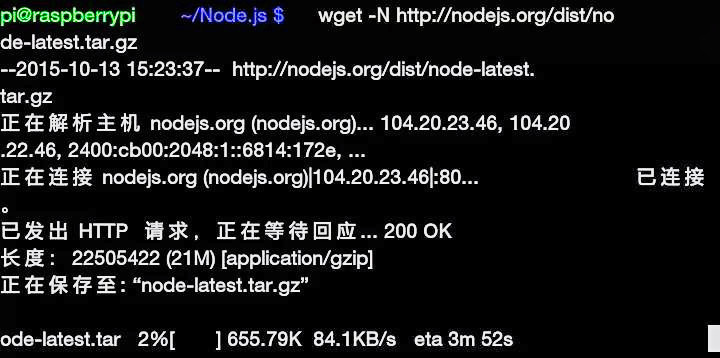 pi@raspberrypi ~/Node.js $ wget -N http://nodejs.org/dist/no
de-latest.tar.gz
--2015-10-13 15:23:37-- http://nodejs.org/dist/node-latest.
tar.gz
正在解析主机 nodejs.org (nodejs.org)... 104.20.23.46, 104.20
.22.46, 2400:cb00:2048:1::6814:172e, ...
正在连接 nodejs.org (nodejs.org)|104.20.23.46|:80... 已连接
。
已发出 HTTP 请求，正在等待回应... 200 OK
长度： 22505422 (21M) [application/gzip]
正在保存至: “node-latest.tar.gz”
ode-latest.tar 2%[ ] 655.79K 84.1KB/s eta 3m 52s